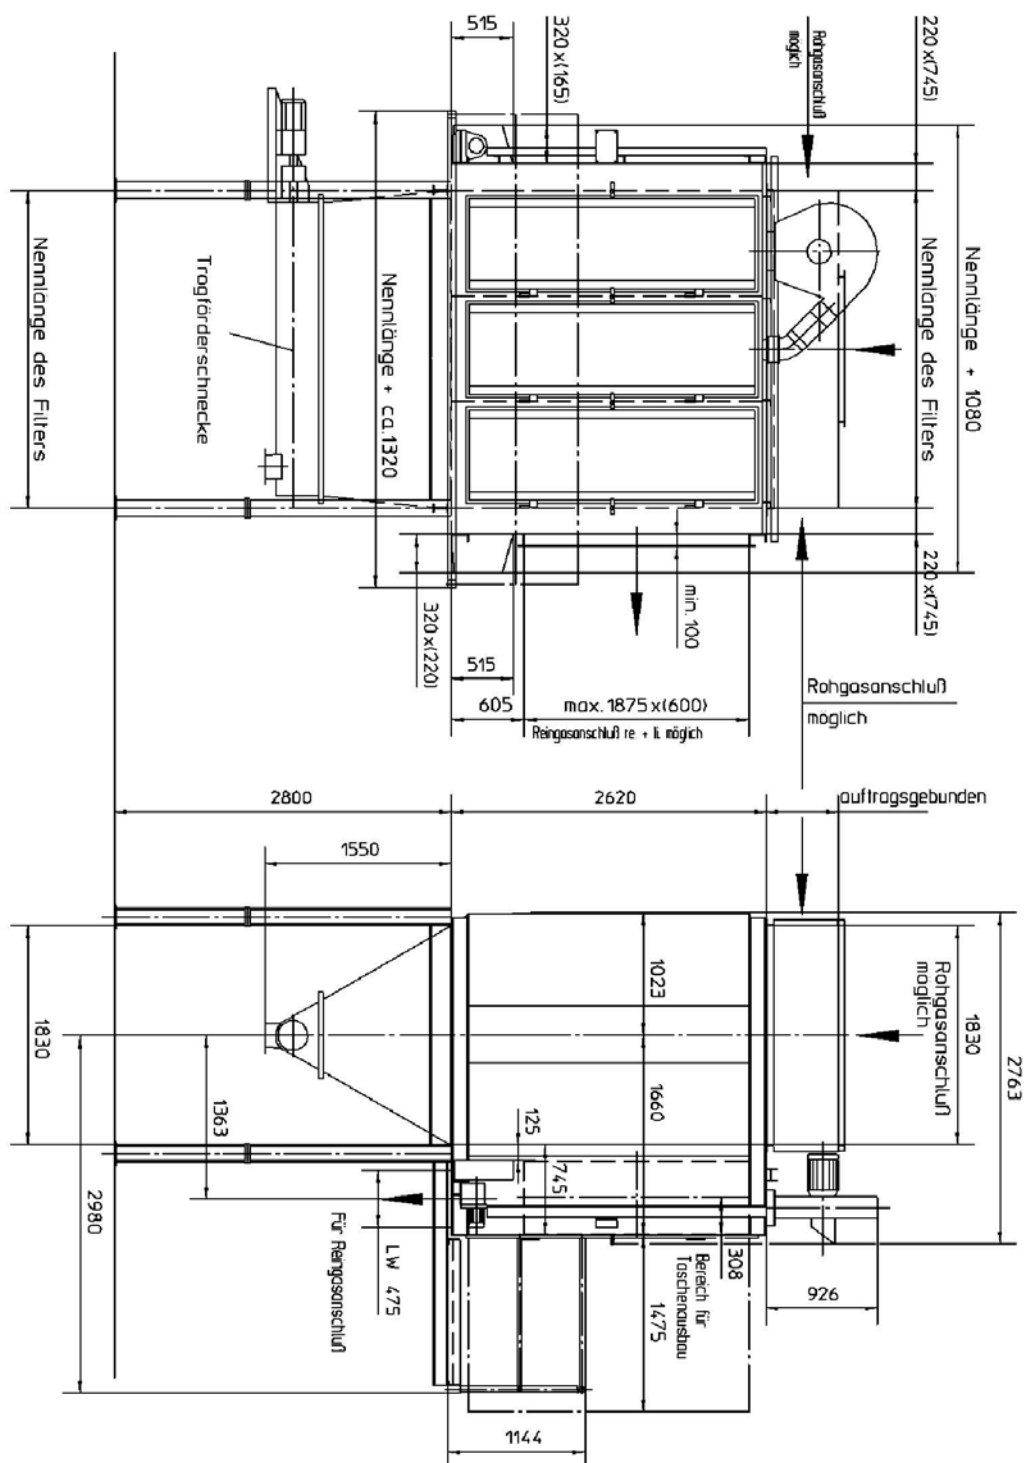 515
320 x(165)
Rohgasanschluß
möglich
220 x(745)
Nennlänge des Filters
Trogförderschnecke
Nennlänge + ca.1320
Nennlänge des Filters
Nennlänge + 1080
320 x(220)
515
605
max. 1875 x(600)
Reingasanschluß re. + li. möglich
min. 100
220 x(745)
Rohgasanschluß
möglich
2800
2620
auftragsgebunden
1550
1830
1363
2980
1023
1660
125
745
Rohgasanschluß
möglich
1830
2763
Für Reingasanschluß
LW 475
308
Bereich für
Taschenausbau
1475
926
1144